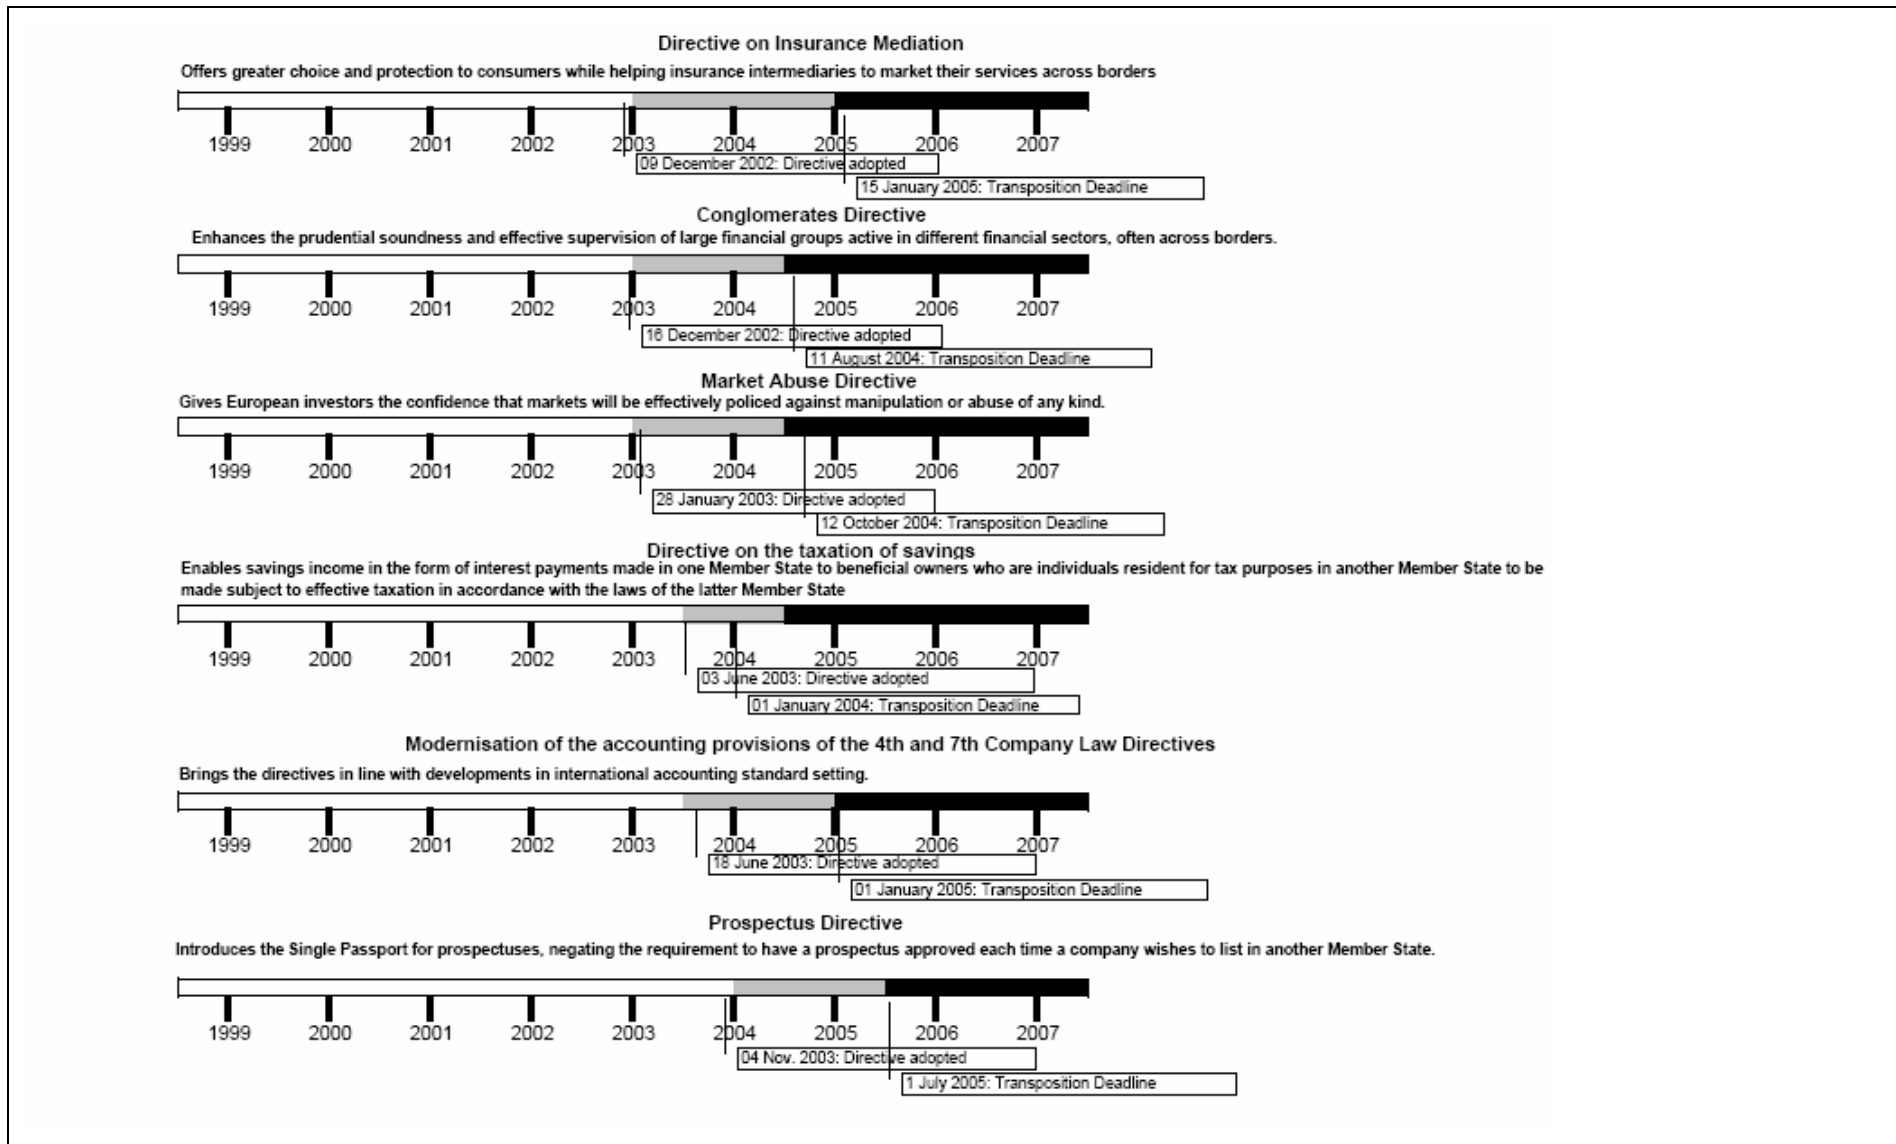 Directive on Insurance Mediation
Offers greater choice and protection to consumers while helping insurance intermediaries to market their services across borders
1999 2000 2001 2002 2003 2004 2005 2006 2007
09 December 2002: Directive adopted
15 January 2005: Transposition Deadline
Conglomerates Directive
Enhances the prudential soundness and effective supervision of large financial groups active in different financial sectors, often across borders.
1999 2000 2001 2002 2003 2004 2005 2006 2007
16 December 2002: Directive adopted
11 August 2004: Transposition Deadline
Market Abuse Directive
Gives European investors the confidence that markets will be effectively policed against manipulation or abuse of any kind.
1999 2000 2001 2002 2003 2004 2005 2006 2007
28 January 2003: Directive adopted
12 October 2004: Transposition Deadline
Directive on the taxation of savings
Enables savings income in the form of interest payments made in one Member State to beneficial owners who are individuals resident for tax purposes in another Member State to be
made subject to effective taxation in accordance with the laws of the latter Member State
1999 2000 2001 2002 2003 2004 2005 2006 2007
03 June 2003: Directive adopted
01 January 2004: Transposition Deadline
Modernisation of the accounting provisions of the 4th and 7th Company Law Directives
Brings the directives in line with developments in international accounting standard setting.
1999 2000 2001 2002 2003 2004 2005 2006 2007
18 June 2003: Directive adopted
01 January 2005: Transposition Deadline
Prospectus Directive
Introduces the Single Passport for prospectuses, negating the requirement to have a prospectus approved each time a company wishes to list in another Member State.
1999 2000 2001 2002 2003 2004 2005 2006 2007
04 Nov. 2003: Directive adopted
1 July 2005: Transposition Deadline